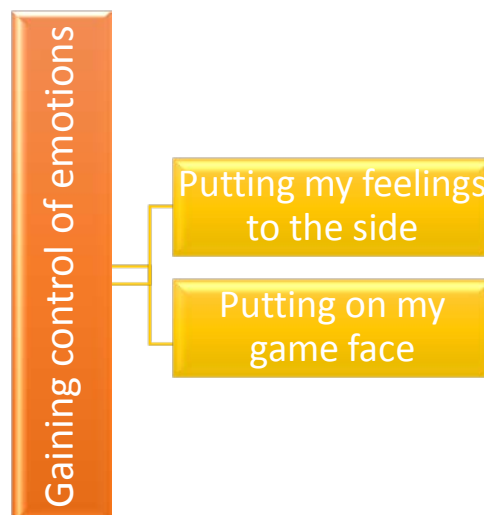 Gaining control of emotions
Putting my feelings
to the side
Putting on my
game face